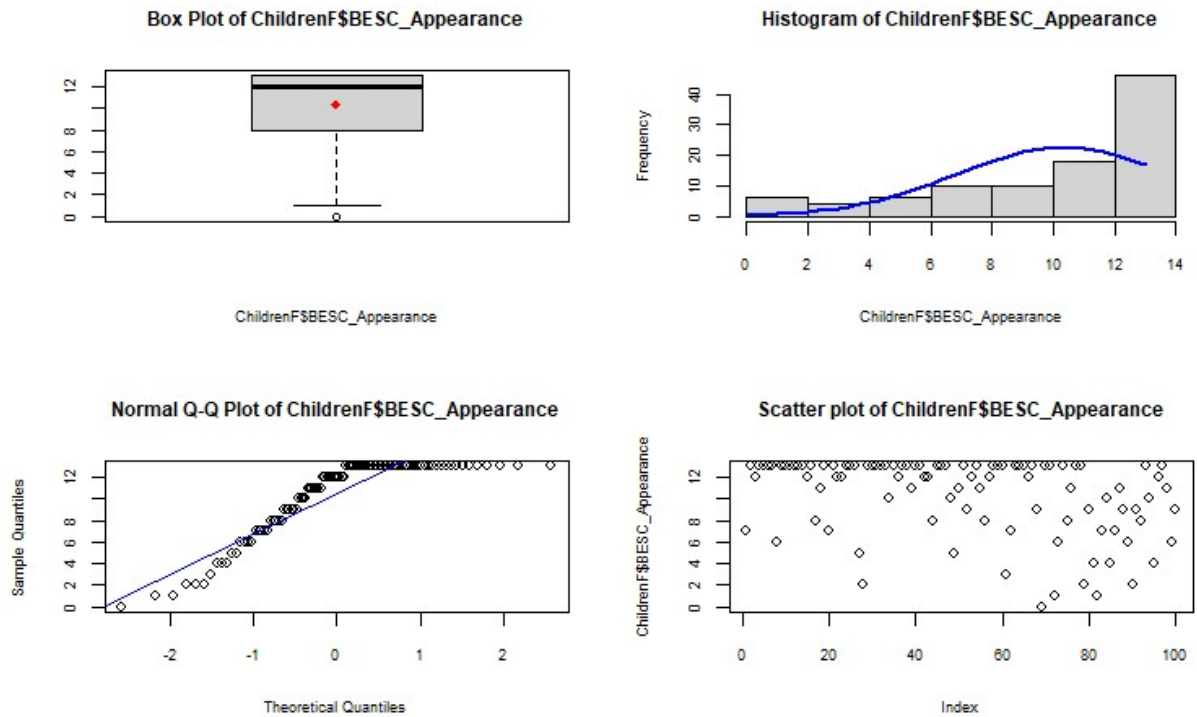 Box Plot of ChildrenF$BESC_Appearance
12
8
6
4
2
0
ChildrenF$BESC_Appearance
Histogram of ChildrenF$BESC_Appearance
Frequency
40
30
20
10
0
0 2 4 6 8 10 12 14
ChildrenF$BESC_Appearance
Normal Q-Q Plot of ChildrenF$BESC_Appearance
Sample Quantiles
12
8
6
4
2
0
-2 -1 0 1 2
Theoretical Quantiles
Scatter plot of ChildrenF$BESC_Appearance
ChildrenF$BESC_Appearance
12
8
6
4
2
0
0 20 40 60 80 100
Index